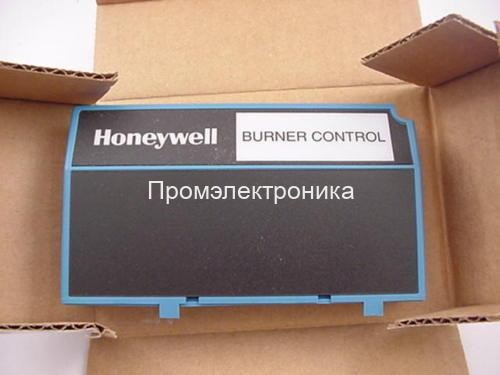 Honeywell
BURNER CONTROL
Промэлектроника